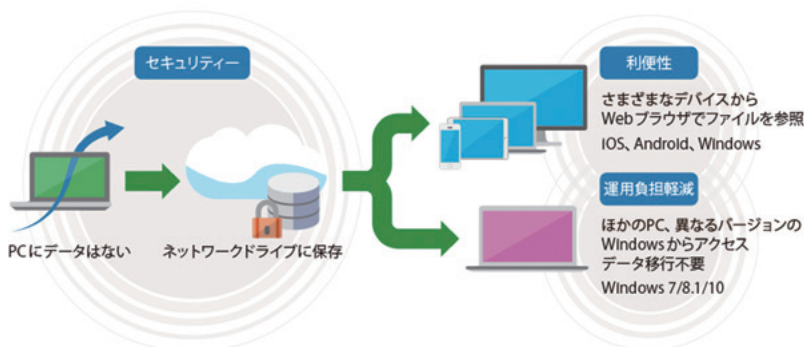 セキュリティー
PCにデータはない
ネットワークドライブに保存
利便性
さまざまなデバイスから
Webブラウザでファイルを参照
iOS、Android、Windows
運用負担軽減
ほかのPC、異なるバージョンの
Windowsからアクセス
データ移行不要
Windows 7/8.1/10